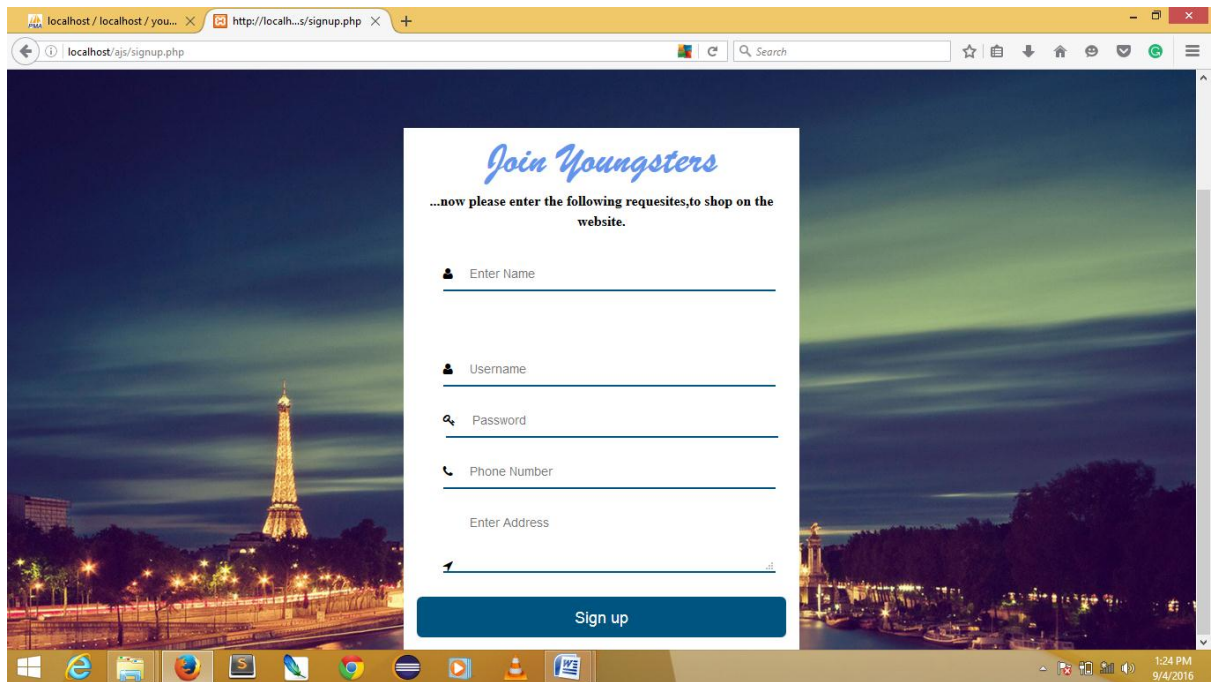 localhost / localhost / you...
http://localh...s/signup.php
localhost/ajs/signup.php
Search
Join Youngsters
...now please enter the following requesites,to shop on the
website.
Enter Name
Username
Password
Phone Number
Enter Address
Sign up
1:24 PM
9/4/2016